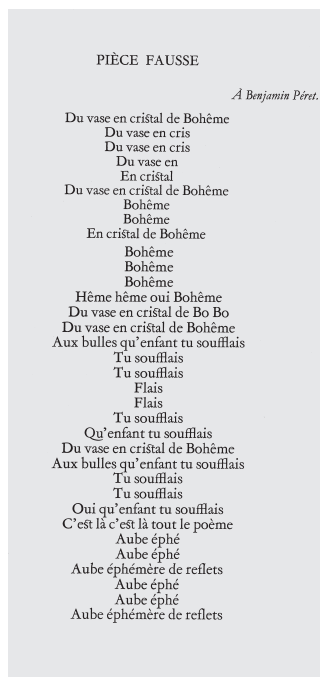 PIÈCE FAUSSE
À Benjamin Péret.
Du vase en cristal de Bohême
Du vase en cris
Du vase en cris
Du vase en
En cristal
Du vase en cristal de Bohême
Bohême
Bohême
En cristal de Bohême
Bohême
Bohême
Bohême
Hême hême oui Bohême
Du vase en cristal de Bo Bo
Du vase en cristal de Bohême
Aux bulles qu'enfant tu soufflais
Tu soufflais
Tu soufflais
Flais
Flais
Tu soufflais
Qu'enfant tu soufflais
Du vase en cristal de Bohême
Aux bulles qu'enfant tu soufflais
Tu soufflais
Tu soufflais
Oui qu'enfant tu soufflais
C'est là c'est là tout le poème
Aube éphé
Aube éphé
Aube éphémère de reflets
Aube éphé
Aube éphé
Aube éphémère de reflets